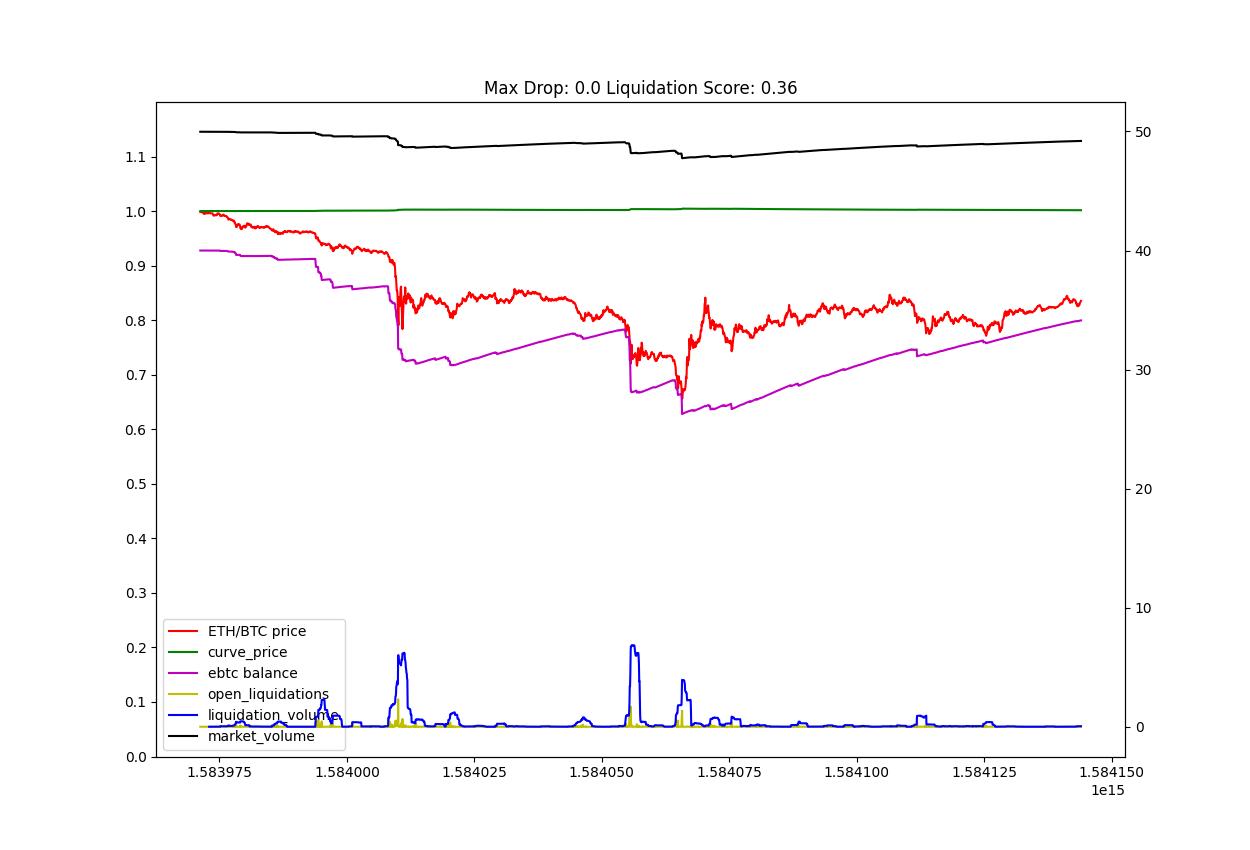 Max Drop: 0.0 Liquidation Score: 0.36
1.1
1.0
0.9
0.8
0.7
0.6
0.5
0.4
0.3
0.2
0.1
0.0
50
40
30
20
10
0
ETH/BTC price
curve_price
ebtc balance
open_liquidations
liquidation_volume
market_volume
1.583975 1.584000 1.584025 1.584050 1.584075 1.584100 1.584125 1.584150
1e15